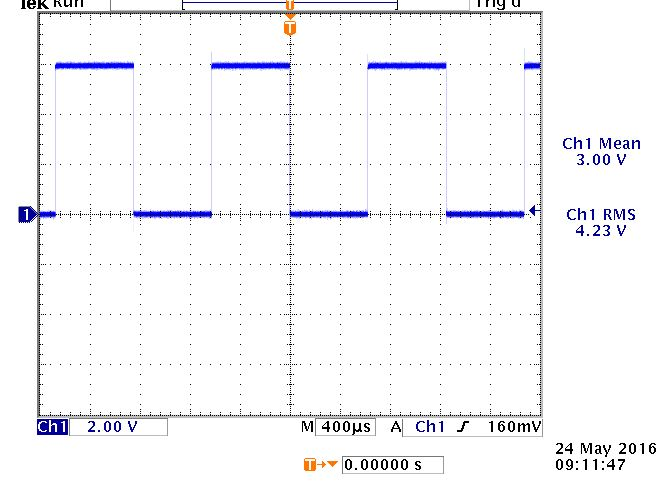 Tek Run
Trig'd
T
T
Ch1 Mean
3.00 V
1
Ch1 RMS
4.23 V
Ch1 2.00 V M 400µs A Ch1 160mV
T 0.00000 s
24 May 2016
09:11:47